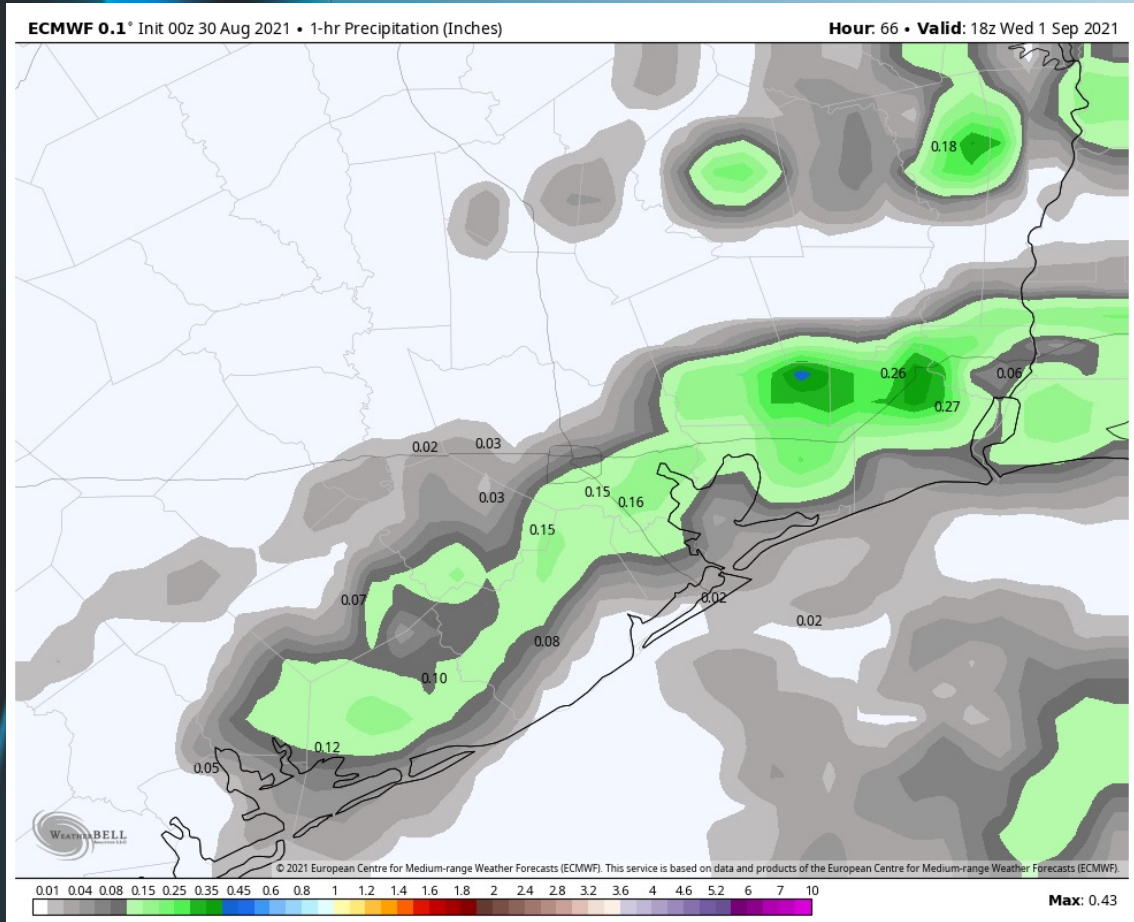 ECMWF 0.1° Init 00z 30 Aug 2021 • 1-hr Precipitation (Inches)
Hour: 66 • Valid: 18z Wed 1 Sep 2021
0.18
0.26
0.06
0.27
0.02
0.03
0.03
0.15
0.16
0.15
0.07
0.02
0.02
0.08
0.10
0.12
0.05
WEATHERBELL
Analytics LLC
© 2021 European Centre for Medium-range Weather Forecasts (ECMWF). This service is based on data and products of the European Centre for Medium-range Weather Forecasts (ECMWF).
0.01 0.04 0.08 0.15 0.25 0.35 0.45 0.6 0.8 1 1.2 1.4 1.6 1.8 2 2.4 2.8 3.2 3.6 4 4.6 5.2 6 7 10
Max: 0.43